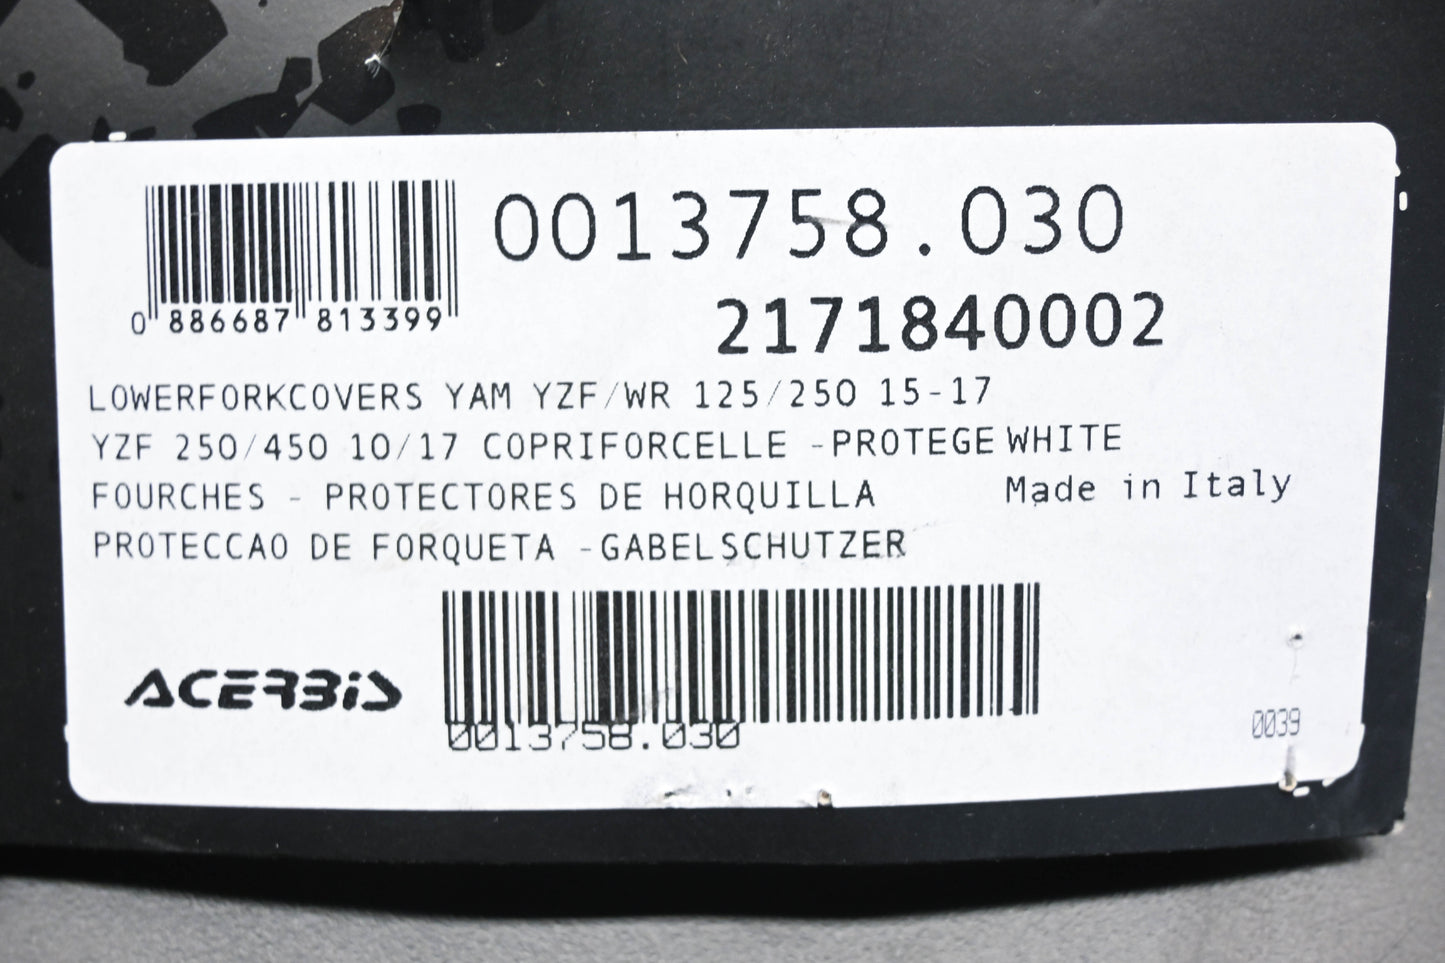 0013758.030
0 886687 813399
2171840002
LOWERFORKCOVERS YAM YZF/WR 125/250 15-17
YZF 250/450 10/17 COPRIFORCELLE -PROTEGE WHITE
FOURCHES - PROTECTORES DE HORQUILLA Made in Italy
PROTECCAO DE FORQUETA -GABELSCHUTZER
ACERBIS
0013758.030
0039